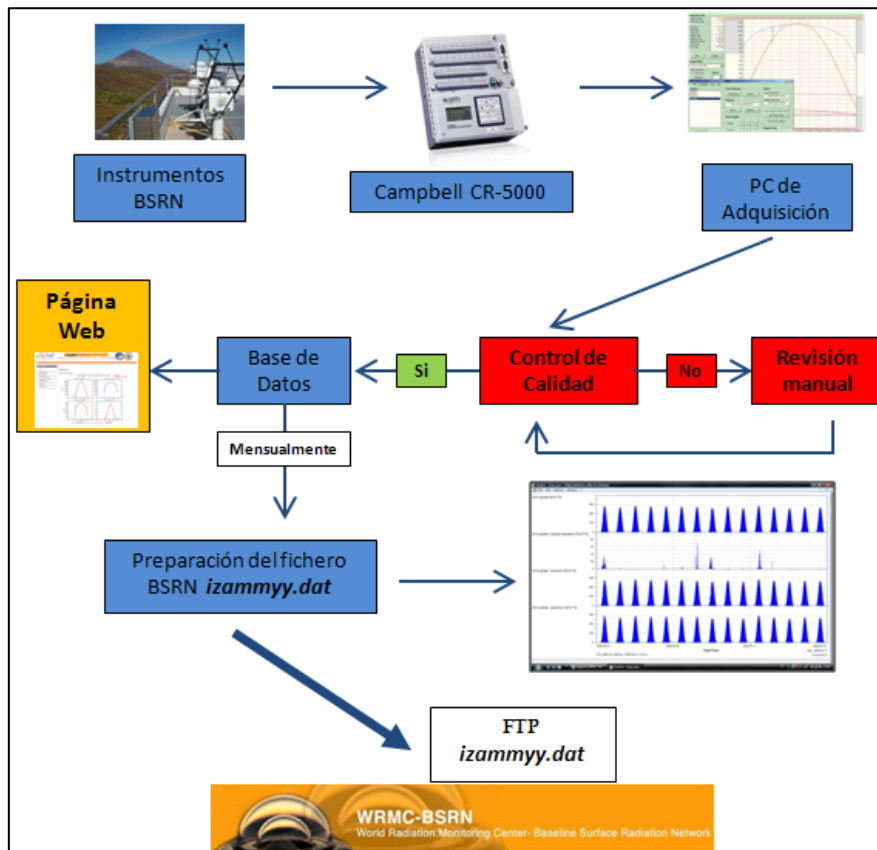 Instrumentos
BSRN
Campbell CR-5000
PC de
Adquisición
Página
Web
Base de
Datos
Si
Control de
Calidad
No
Revisión
manual
Mensualmente
Preparación del fichero
BSRN izammyy.dat
FTP
izammyy.dat
WRMC-BSRN
World Radiation Monitoring Center- Baseline Surface Radiation Network